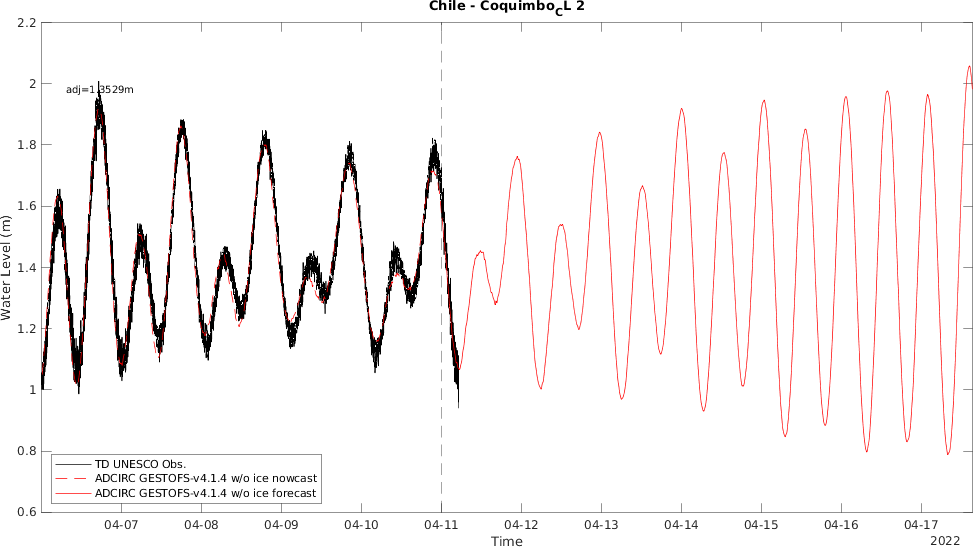 Chile - Coquimbo_CL 2
2.2
2
1.8
1.6
1.4
1.2
1
0.8
0.6
Water Level (m)
adj=1.3529m
TD UNESCO Obs.
ADCIRC GESTOFS-v4.1.4 w/o ice nowcast
ADCIRC GESTOFS-v4.1.4 w/o ice forecast
04-07 04-08 04-09 04-10 04-11 04-12 04-13 04-14 04-15 04-16 04-17
Time
2022